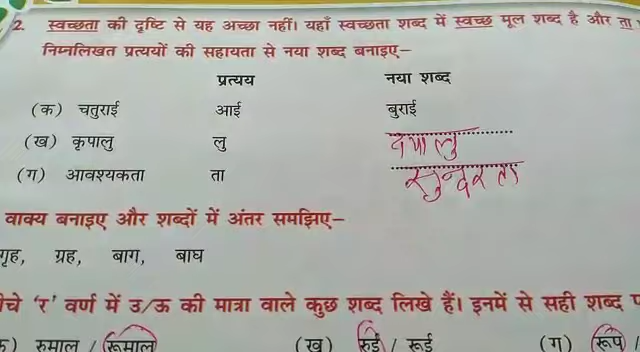 2. स्वच्छता की दृष्टि से यह अच्छा नहीं। यहाँ स्वच्छता शब्द में स्वच्छ मूल शब्द है और ता
निम्नलिखत प्रत्ययों की सहायता से नया शब्द बनाइए–
प्रत्यय नया शब्द
(क) चतुराई आई बुराई
(ख) कृपालु लु दयालु
(ग) आवश्यकता ता सुन्दरता
वाक्य बनाइए और शब्दों में अंतर समझिए–
गृह, ग्रह, बाग, बाघ
चे ‘र’ वर्ण में उ/ऊ की मात्रा वाले कुछ शब्द लिखे हैं। इनमें से सही शब्द
) रुमाल / रूमाल (ख) रुई / रूई (ग) रूप /